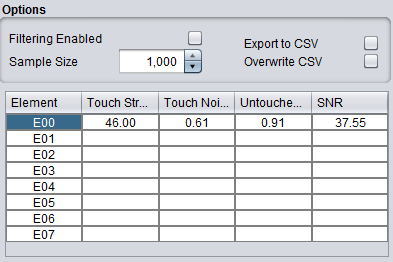 Options
Filtering Enabled
Export to CSV
Sample Size 1,000
Overwrite CSV
Element Touch Str... Touch Noi... Untouche... SNR
E00 46.00 0.61 0.91 37.55
E01
E02
E03
E04
E05
E06
E07